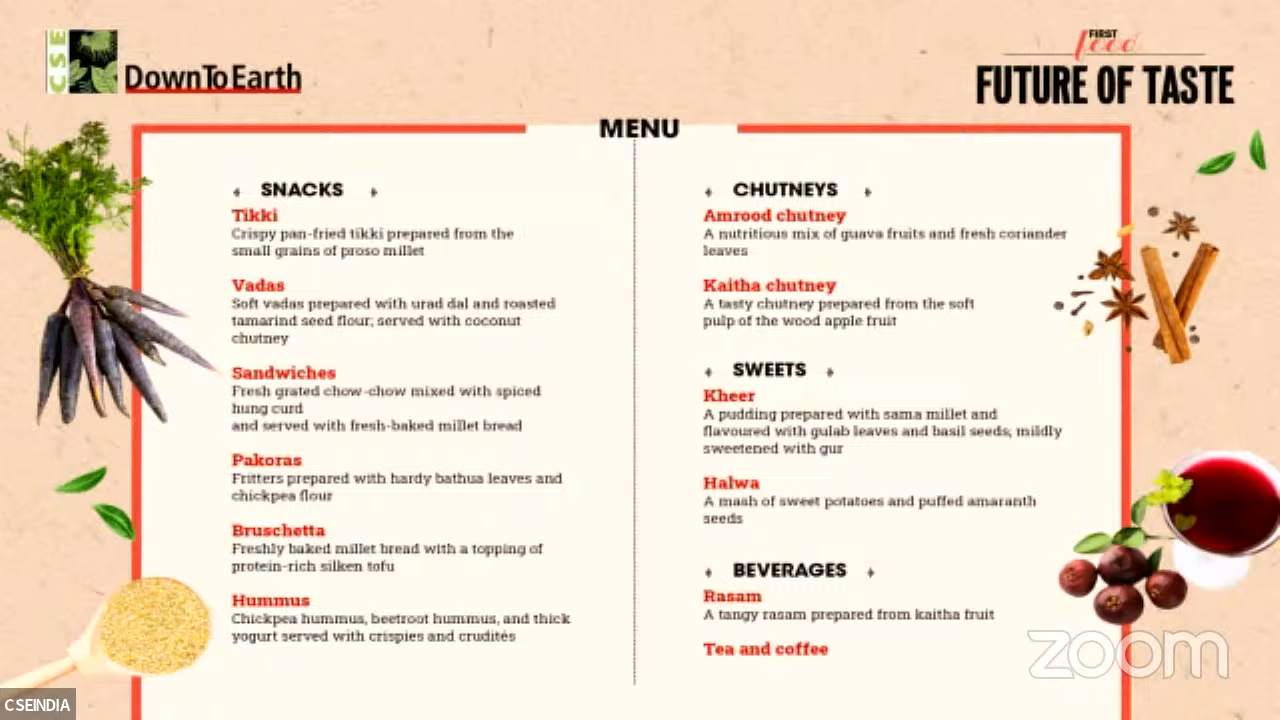 CSE
DownToEarth
FIRST
food
FUTURE OF TASTE
MENU
SNACKS
Tikki
Crispy pan-fried tikki prepared from the
small grains of proso millet
Vadas
Soft vadas prepared with urad dal and roasted
tamarind seed flour; served with coconut
chutney
Sandwiches
Fresh grated chow-chow mixed with spiced
hung curd
and served with fresh-baked millet bread
Pakoras
Fritters prepared with hardy bathua leaves and
chickpea flour
Bruschetta
Freshly baked millet bread with a topping of
protein-rich silken tofu
Hummus
Chickpea hummus, beetroot hummus, and thick
yogurt served with crispies and crudités
CHUTNEYS
Amrood chutney
A nutritious mix of guava fruits and fresh coriander
leaves
Kaitha chutney
A tasty chutney prepared from the soft
pulp of the wood apple fruit
SWEETS
Kheer
A pudding prepared with sama millet and
flavoured with gulab leaves and basil seeds; mildly
sweetened with gur
Halwa
A mash of sweet potatoes and puffed amaranth
seeds
BEVERAGES
Rasam
A tangy rasam prepared from kaitha fruit
Tea and coffee
zoom
CSEINDIA